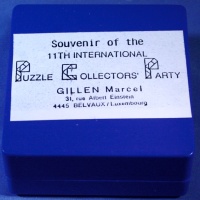 Souvenir of the
11TH INTERNATIONAL
PUZZLE COLLECTORS' PARTY
GILLEN Marcel
31, rue Albert Einstein
4445 BELVAUX / Luxembourg